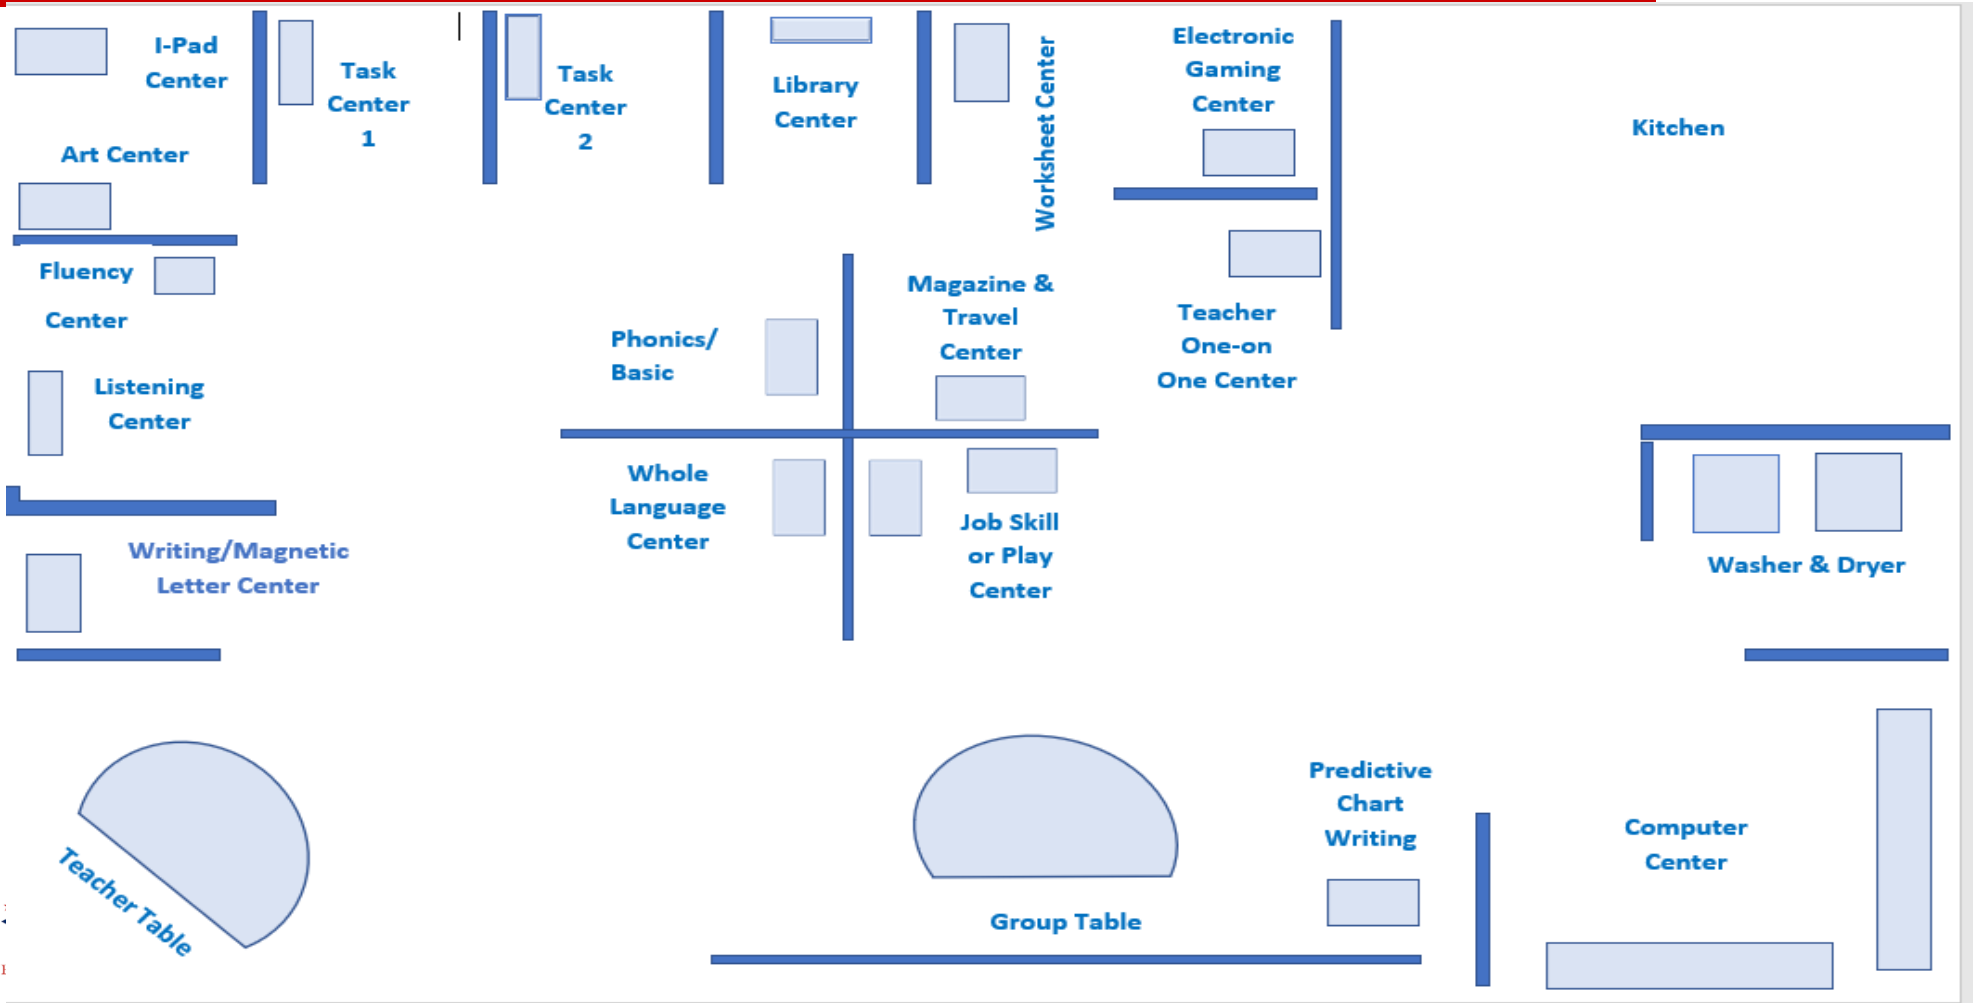 I-Pad
Center
Task
Center
1
Task
Center
2
Library
Center
Worksheet Center
Electronic
Gaming
Center
Kitchen
Art Center
Fluency
Center
Listening
Center
Phonics/
Basic
Magazine &
Travel
Center
Teacher
One-on
One Center
Whole
Language
Center
Job Skill
or Play
Center
Washer & Dryer
Writing/Magnetic
Letter Center
Teacher Table
Group Table
Predictive
Chart
Writing
Computer
Center